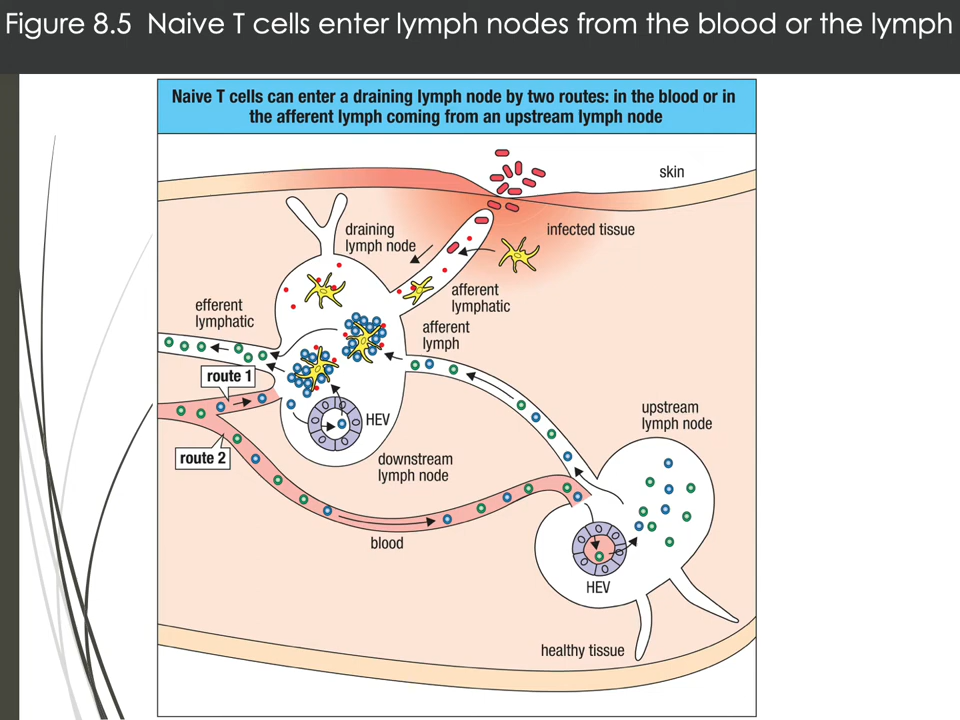 Figure 8.5  Naive T cells enter lymph nodes from the blood or the lymph
Naive T cells can enter a draining lymph node by two routes: in the blood or in
the afferent lymph coming from an upstream lymph node
skin
draining
lymph node
infected tissue
afferent
lymphatic
efferent
lymphatic
afferent
lymph
route 1
HEV
upstream
lymph node
route 2
downstream
lymph node
blood
HEV
healthy tissue